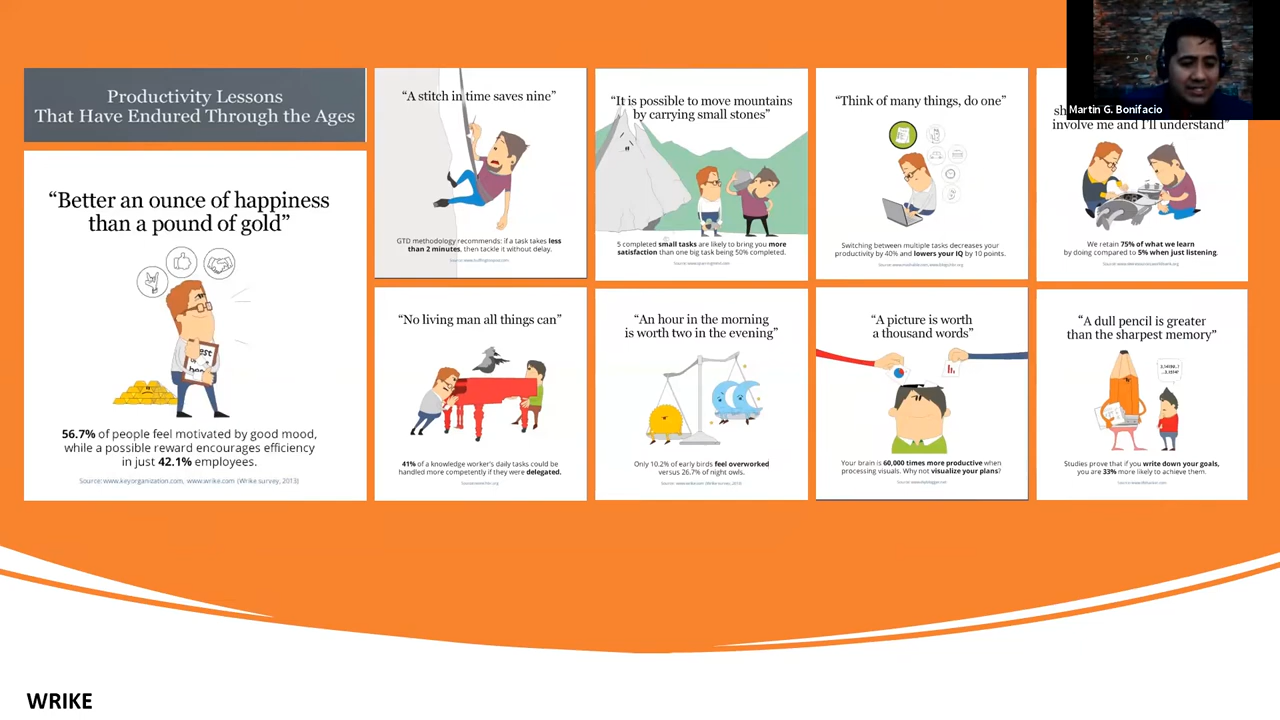 Martin G. Bonifacio
Productivity Lessons
That Have Endured Through the Ages
“Better an ounce of happiness
than a pound of gold”
56.7% of people feel motivated by good mood,
while a possible reward encourages efficiency
in just 42.1% employees.
Source: www.keyorganization.com, www.wrike.com (Wrike survey, 2013)
“A stitch in time saves nine”
GTD methodology recommends: if a task takes less
than 2 minutes, then tackle it without delay.
“It is possible to move mountains
by carrying small stones”
5 completed small tasks are likely to bring you more
satisfaction than one big task being 50% completed.
“Think of many things, do one”
Switching between multiple tasks decreases your
productivity by 40% and lowers your IQ by 10 points.
involve me and I'll understand”
We retain 75% of what we learn
by doing compared to 5% when just listening.
“No living man all things can”
41% of a knowledge worker's daily tasks could be
handled more competently if they were delegated.
“An hour in the morning
is worth two in the evening”
Only 10.2% of early birds feel overworked
versus 26.7% of night owls.
“A picture is worth
a thousand words”
Your brain is 60,000 times more productive when
processing visuals. Why not visualize your plans?
“A dull pencil is greater
than the sharpest memory”
Studies prove that if you write down your goals,
you are 33% more likely to achieve them.
WRIKE